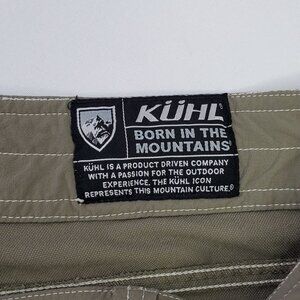 KÜHL®
BORN IN THE
MOUNTAINS®
KÜHL IS A PRODUCT DRIVEN COMPANY
WITH A PASSION FOR THE OUTDOOR
EXPERIENCE. THE KÜHL ICON
REPRESENTS THIS MOUNTAIN CULTURE.®